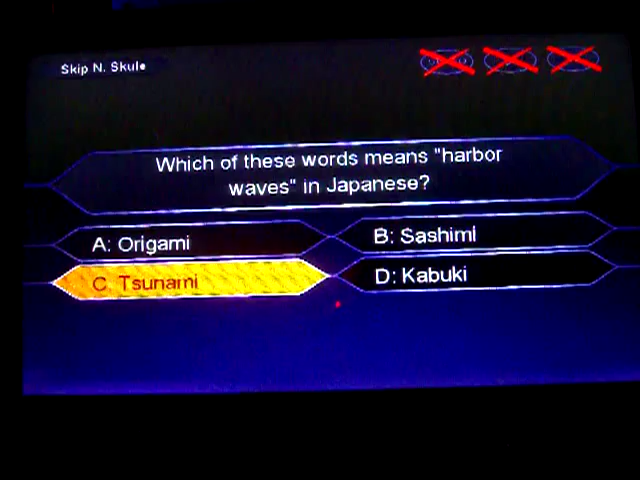 Skip N. Skule
Which of these words means "harbor
waves" in Japanese?
A: Origami
B: Sashimi
C: Tsunami
D: Kabuki